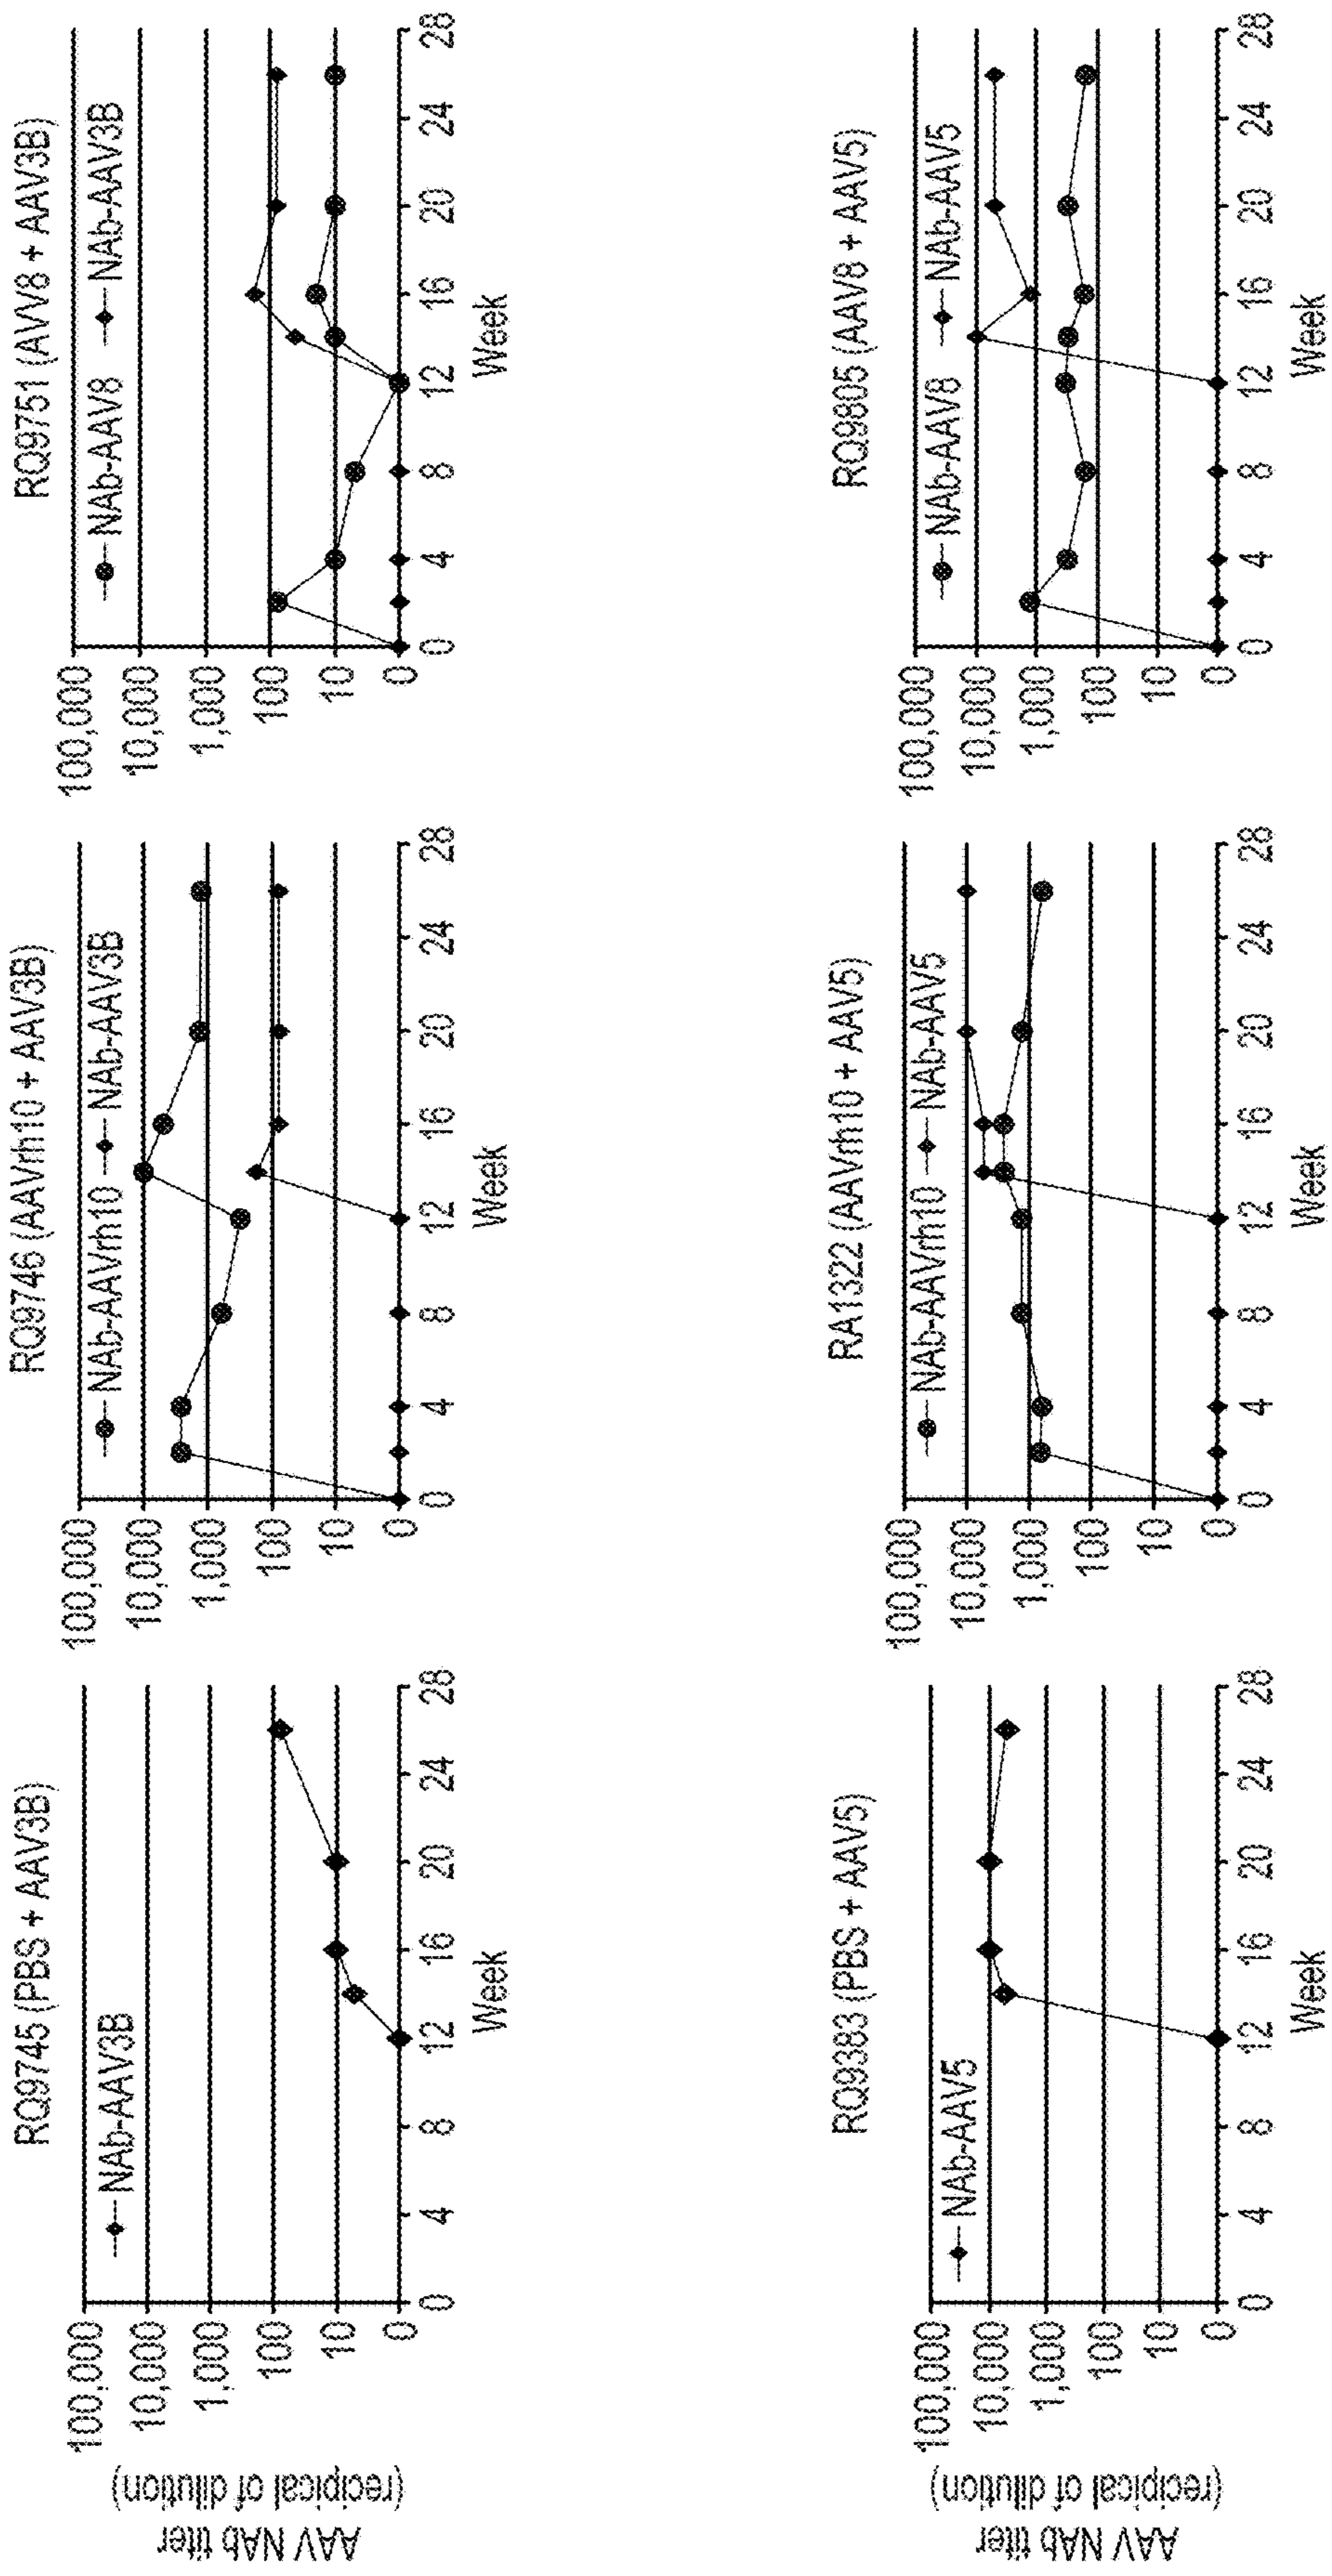 RQ9745 (PBS + AAV3B)
NAb-AAV3B
AAV NAb titer
(recipical of dilution)
100,000
10,000
1,000
100
10
0
0 4 8 12 16 20 24 28
Week
RQ9746 (AAVrh10 + AAV3B)
NAb-AAVrh10 NAb-AAV3B
100,000
10,000
1,000
100
10
0
0 4 8 12 16 20 24 28
Week
RQ9751 (AVV8 + AAV3B)
NAb-AAV8 NAb-AAV3B
100,000
10,000
1,000
100
10
0
0 4 8 12 16 20 24 28
Week
RQ9383 (PBS + AAV5)
NAb-AAV5
AAV NAb titer
(recipical of dilution)
100,000
10,000
1,000
100
10
0
0 4 8 12 16 20 24 28
Week
RA1322 (AAVrh10 + AAV5)
NAb-AAVrh10 NAb-AAV5
100,000
10,000
1,000
100
10
0
0 4 8 12 16 20 24 28
Week
RQ9805 (AAV8 + AAV5)
NAb-AAV8 NAb-AAV5
100,000
10,000
1,000
100
10
0
0 4 8 12 16 20 24 28
Week